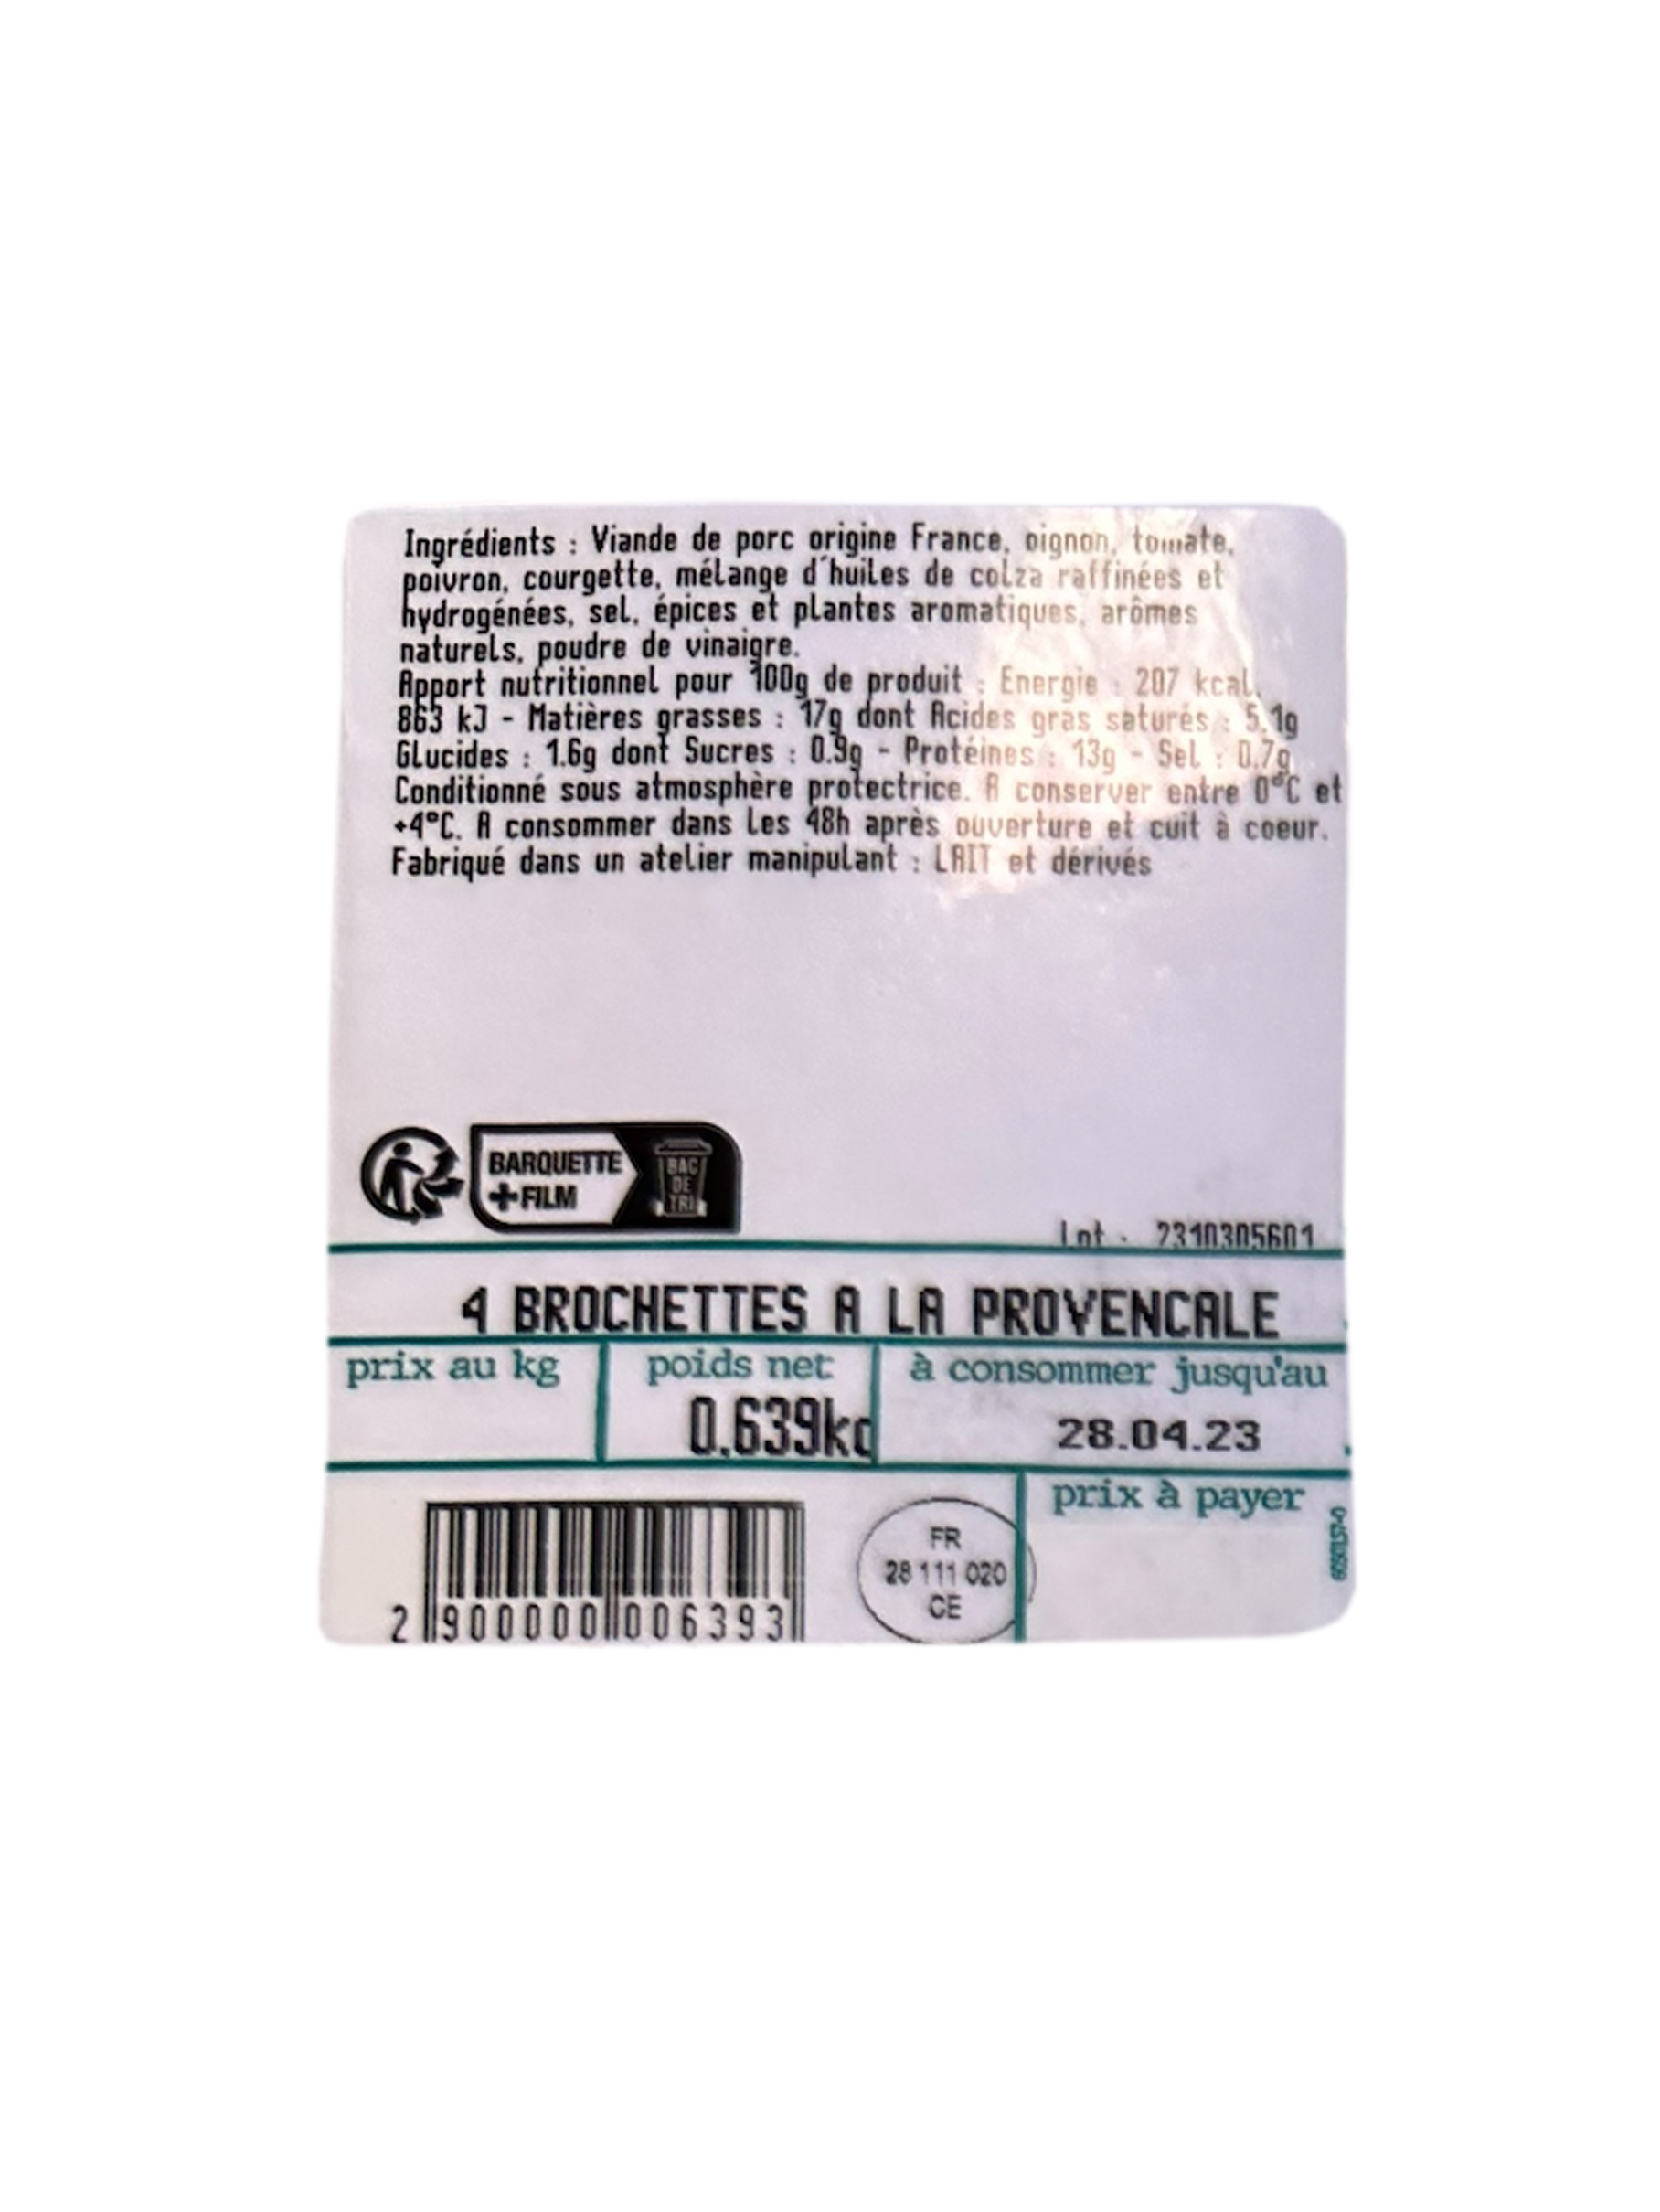 Ingrédients : Viande de porc origine France, oignon, tomate,
poivron, courgette, mélange d'huiles de colza raffinées et
hydrogénées, sel, épices et plantes aromatiques, arômes
naturels, poudre de vinaigre.
Apport nutritionnel pour 100g de produit : Energie : 207 kcal,
863 kJ - Matières grasses : 17g dont Acides gras saturés : 5.1g
Glucides : 1.6g dont Sucres : 0.9g - Protéines : 13g - Sel : 0.7g
Conditionné sous atmosphère protectrice. A conserver entre 0°C et
+4°C. A consommer dans les 48h après ouverture et cuit à coeur.
Fabriqué dans un atelier manipulant : LAIT et dérivés
BARQUETTE
+FILM
BAC
DE
TRI
Lot : 2310305601
4 BROCHETTES A LA PROVENCALE
prix au kg
poids net
0.639kg
à consommer jusqu'au
28.04.23
prix à payer
FR
28 111 020
CE
2 900000 006393